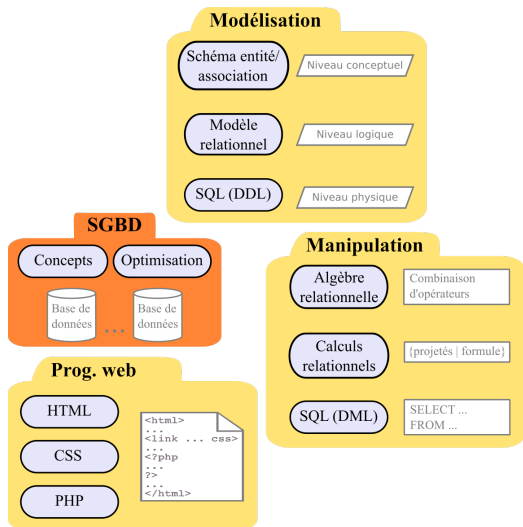 Modélisation
Schéma entité/
association
Niveau conceptuel
Modèle
relationnel
Niveau logique
SQL (DDL)
Niveau physique
SGBD
Concepts
Optimisation
Base de
données
...
Base de
données
Manipulation
Algèbre
relationnelle
Combinaison
d'opérateurs
Calculs
relationnels
{projetés | formule}
SQL (DML)
SELECT ...
FROM ...
Prog. web
HTML
CSS
PHP
<html>
...
<link ... css>
...
<?php
...
?>
...
</html>